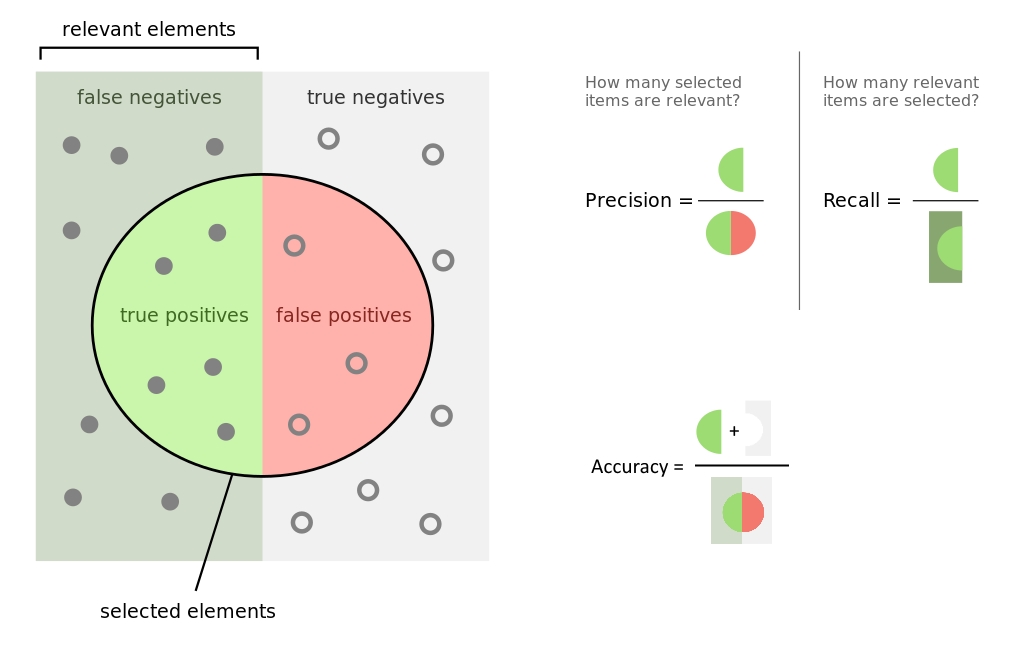 relevant elements
false negatives
true negatives
true positives
false positives
selected elements
How many selected
items are relevant?
Precision =
How many relevant
items are selected?
Recall =
+
Accuracy =